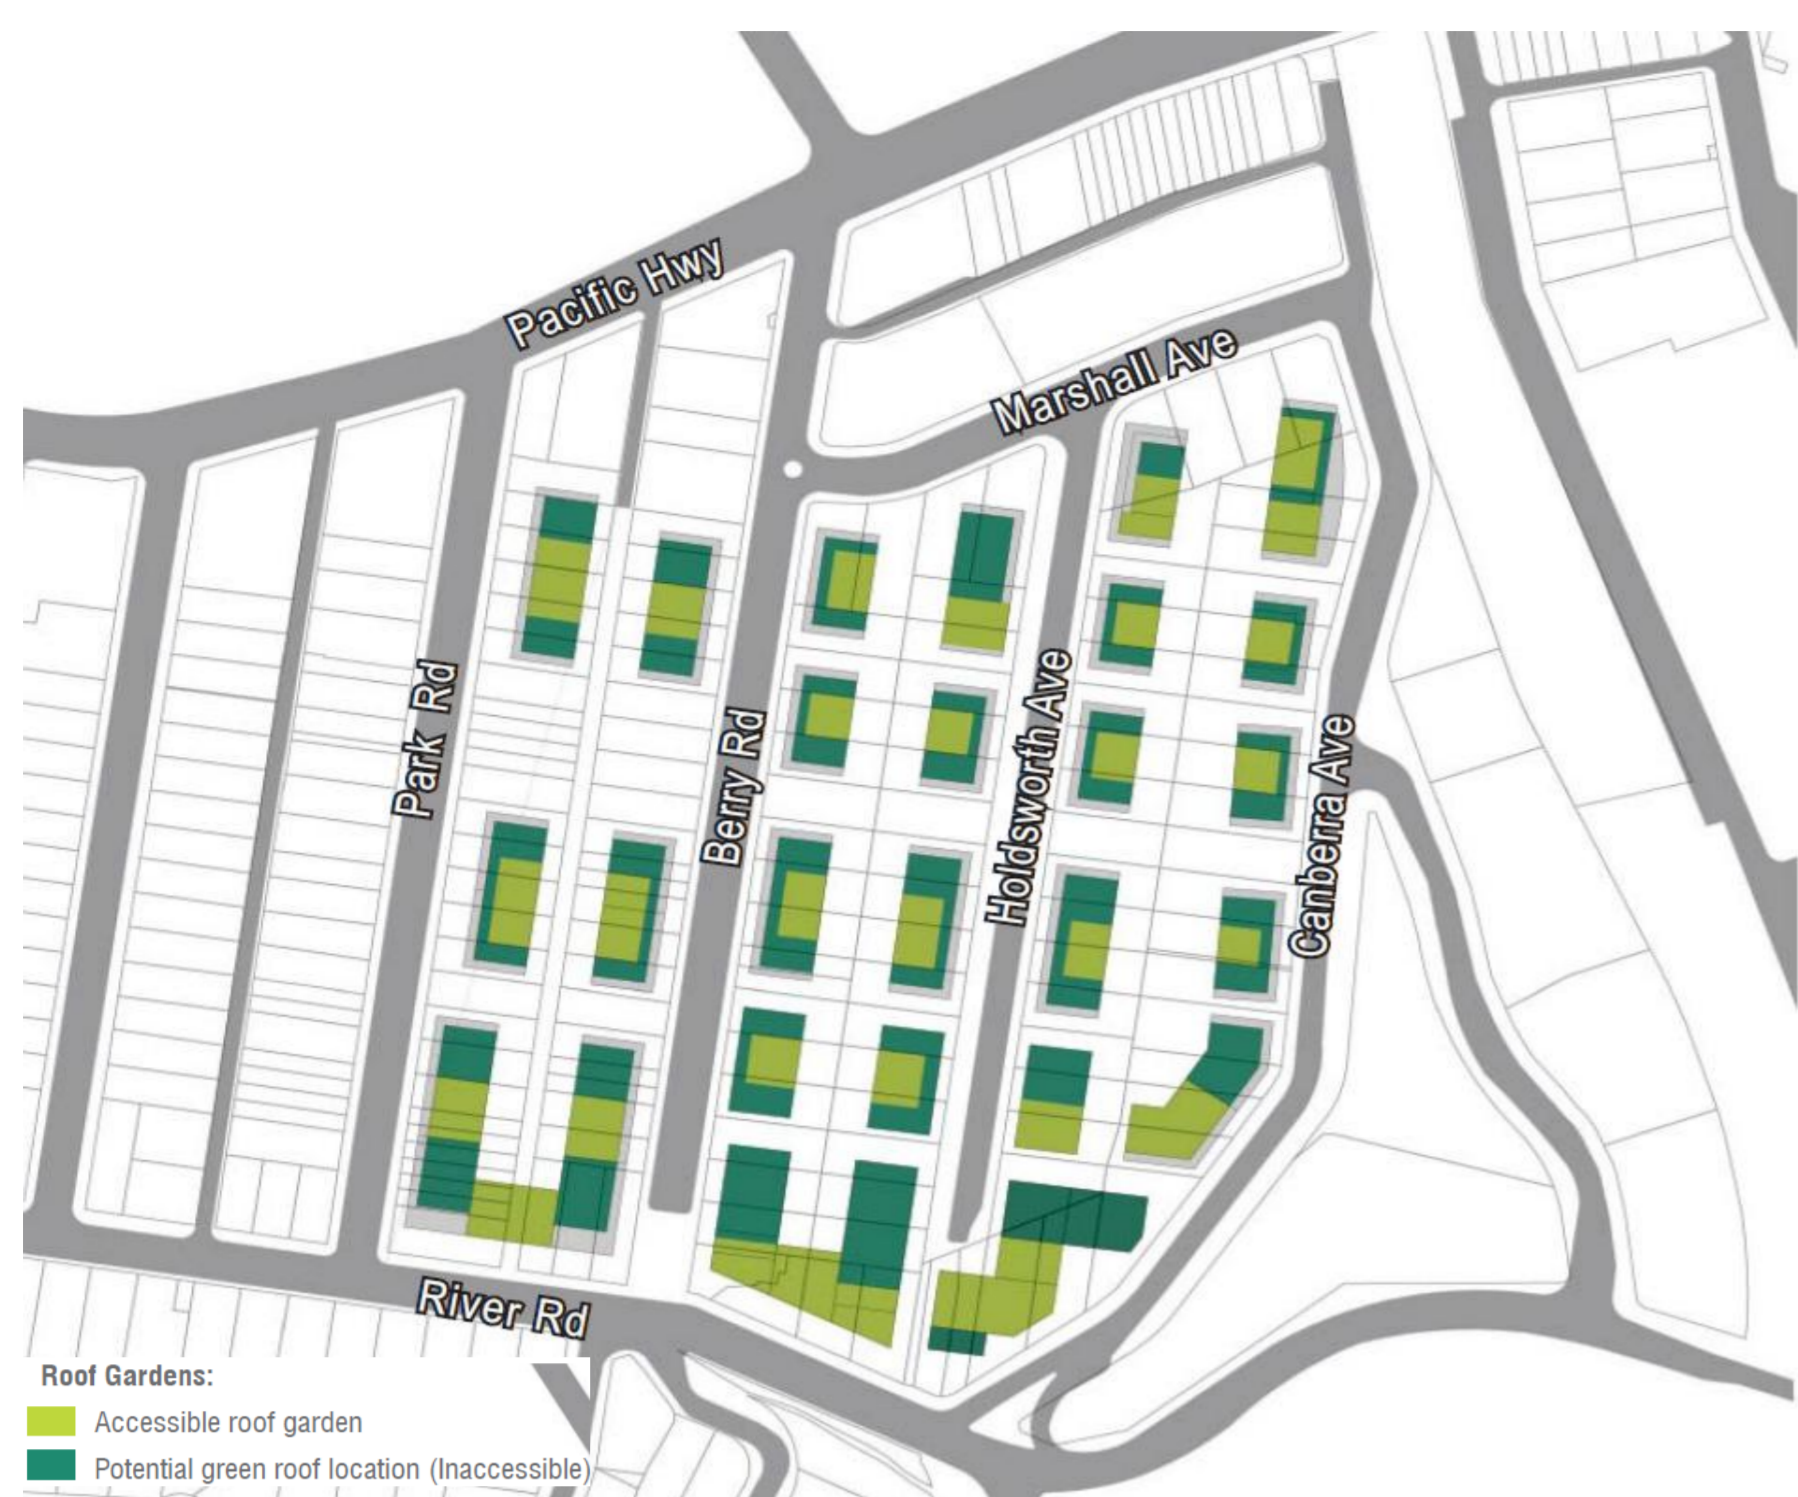 Pacific Hwy
Marshall Ave
Park Rd
Berry Rd
Holdsworth Ave
Canberra Ave
River Rd
Roof Gardens:
Accessible roof garden
Potential green roof location (Inaccessible)